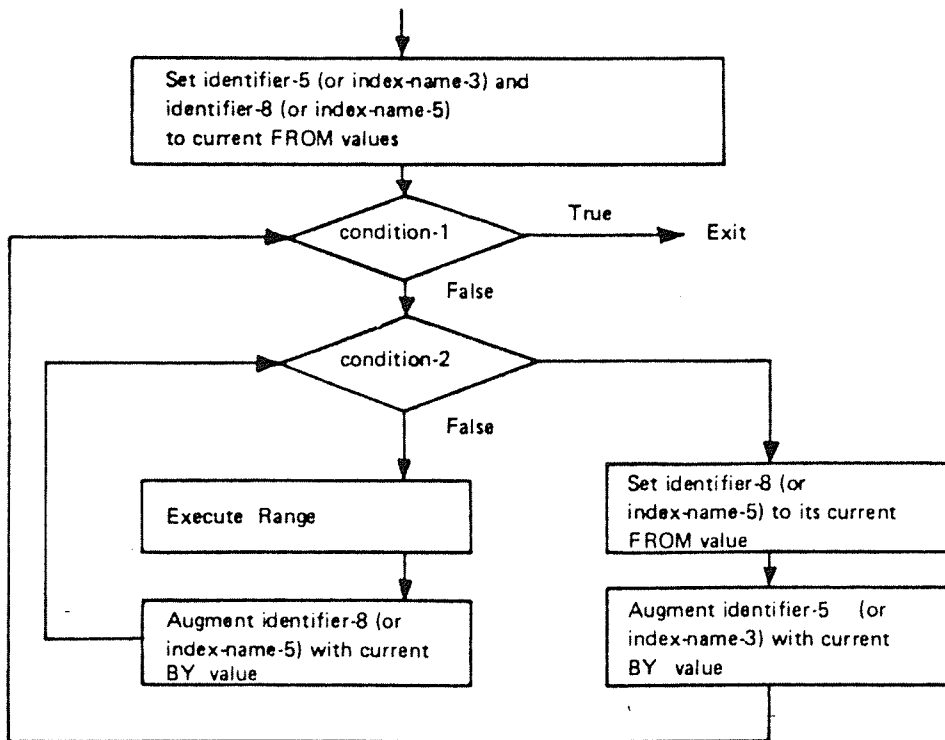 Set identifier-5 (or index-name-3) and
identifier-8 (or index-name-5)
to current FROM values
condition-1
True
Exit
False
condition-2
False
Execute Range
Augment identifier-8 (or
index-name-5) with current
BY value
Set identifier-8 (or
index-name-5) to its current
FROM value
Augment identifier-5 (or
index-name-3) with current
BY value